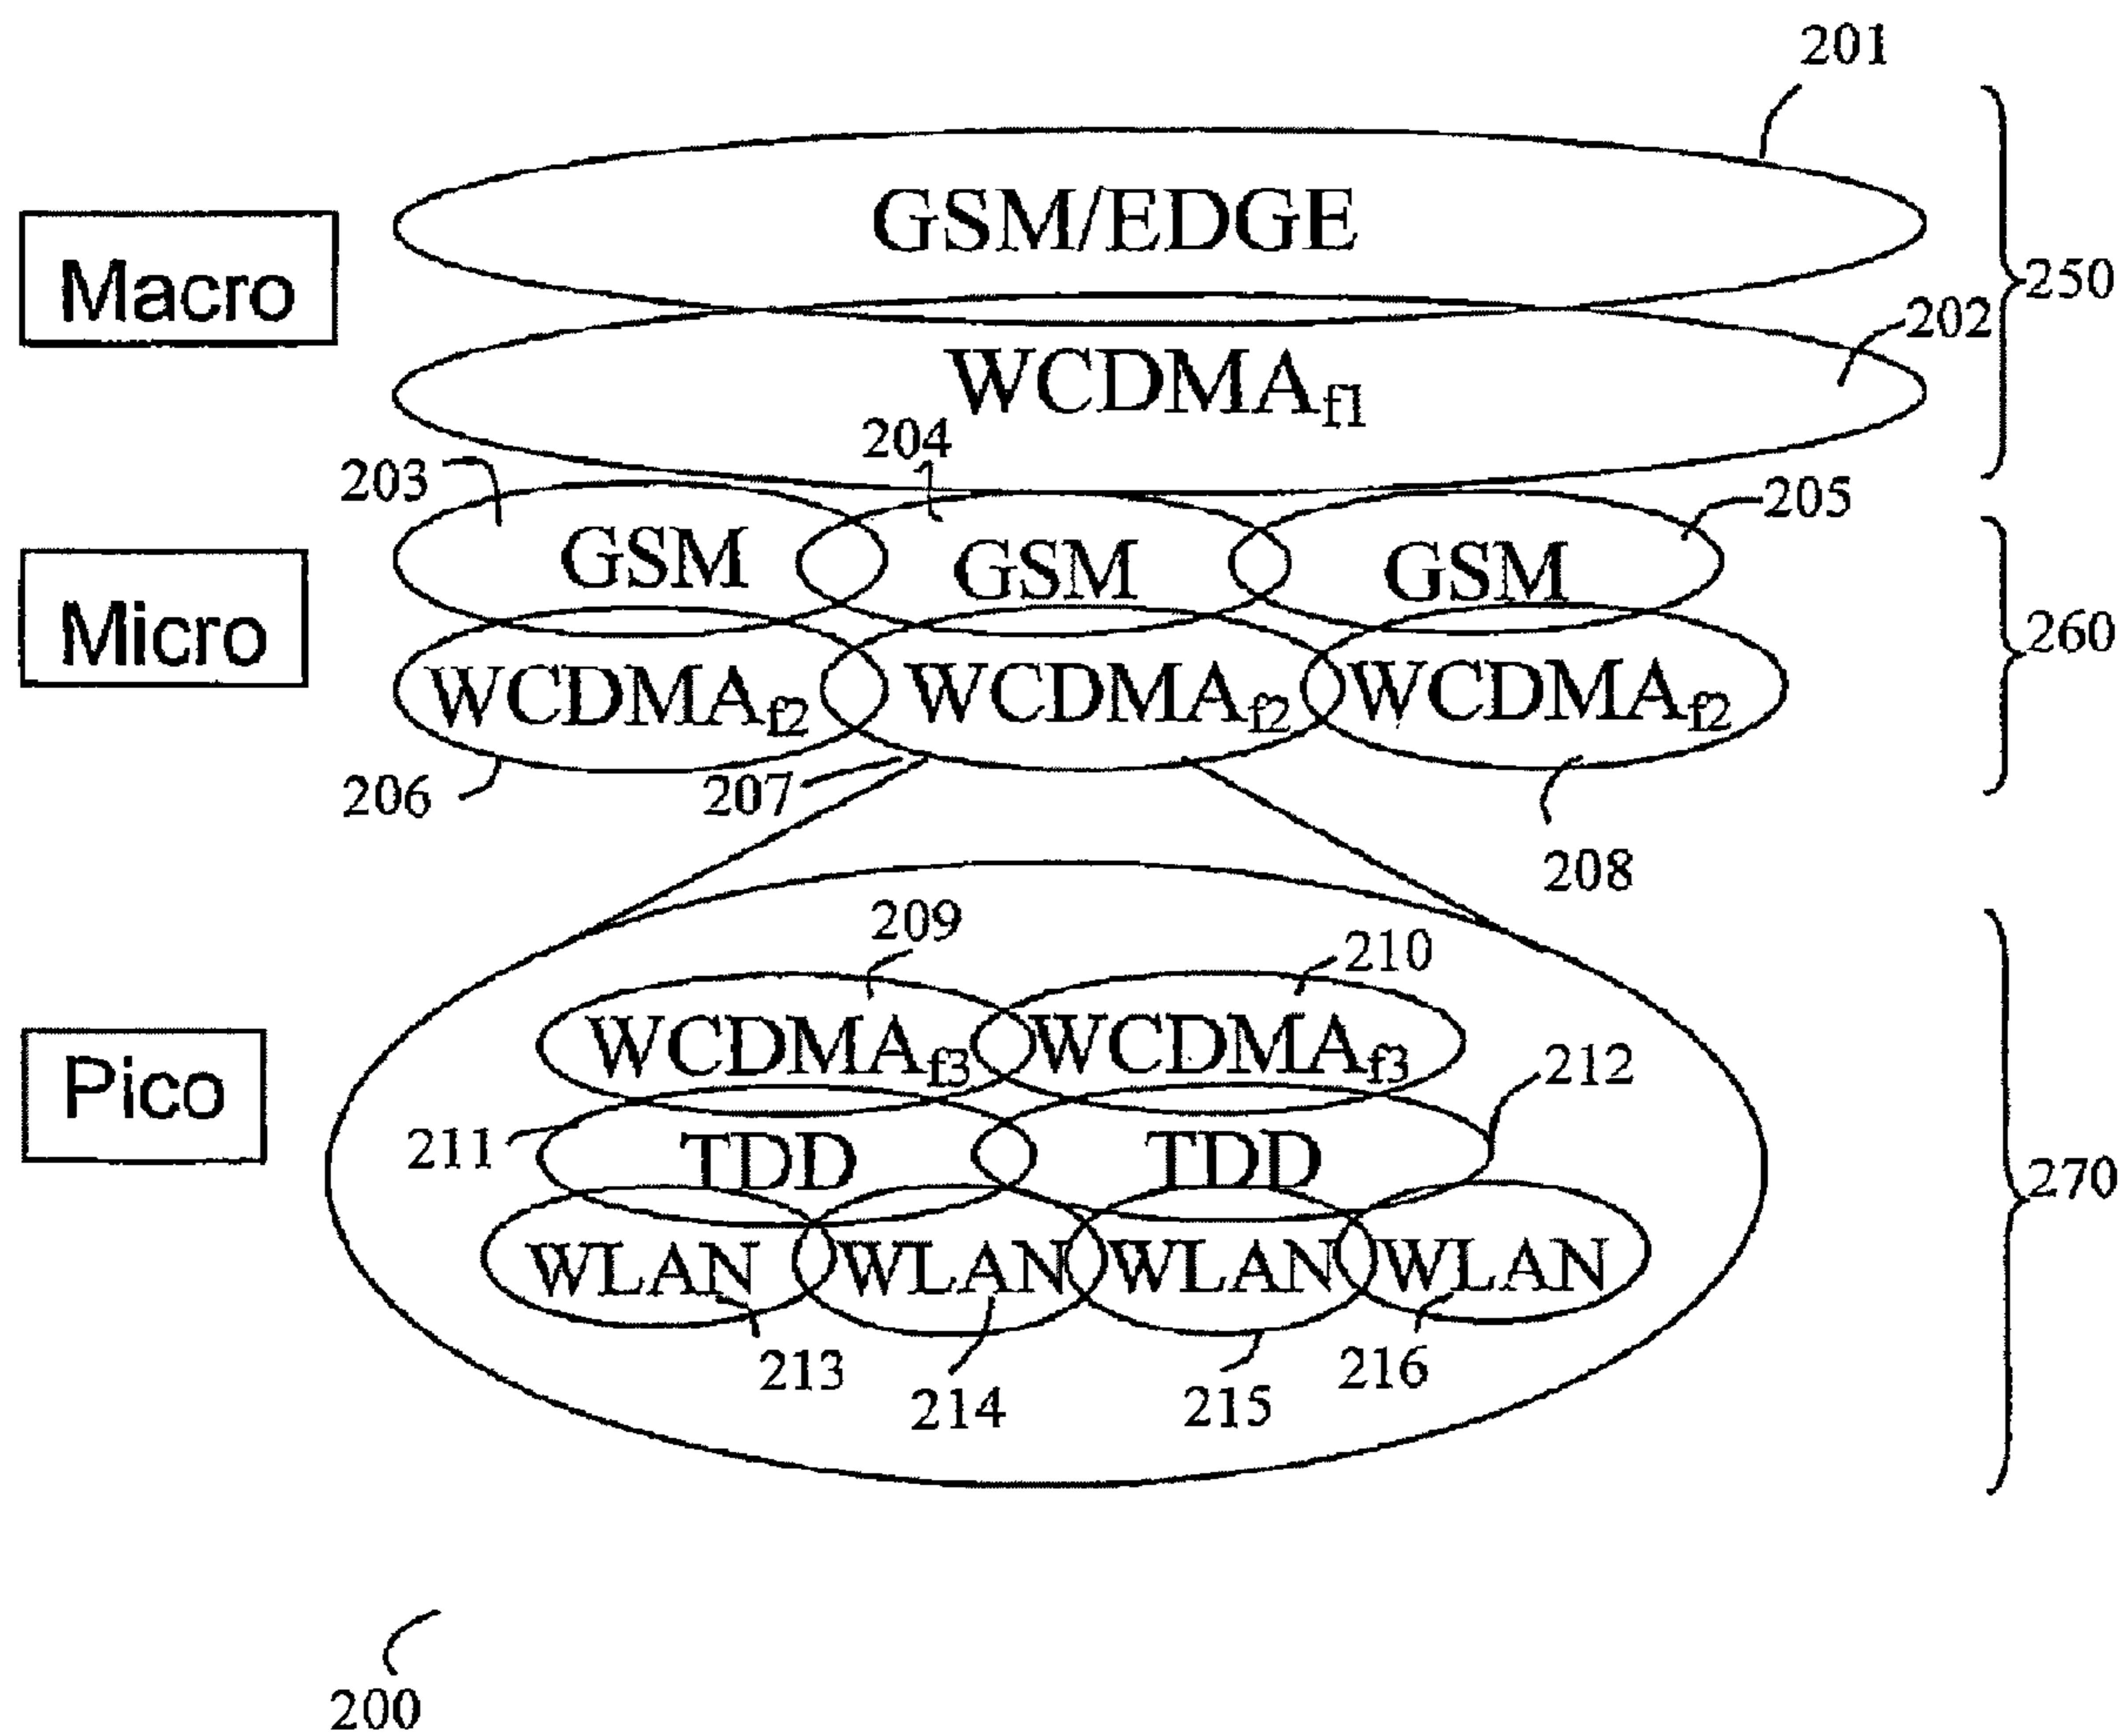 201
GSM/EDGE
Macro
250
202
WCDMAf1
204
203
205
GSM
GSM
GSM
Micro
260
WCDMAf2
WCDMAf2
WCDMAf2
206
207
208
209
210
WCDMAf3
WCDMAf3
212
Pico
211
TDD
TDD
270
WLAN
WLAN
WLAN
WLAN
213
214
215
216
200